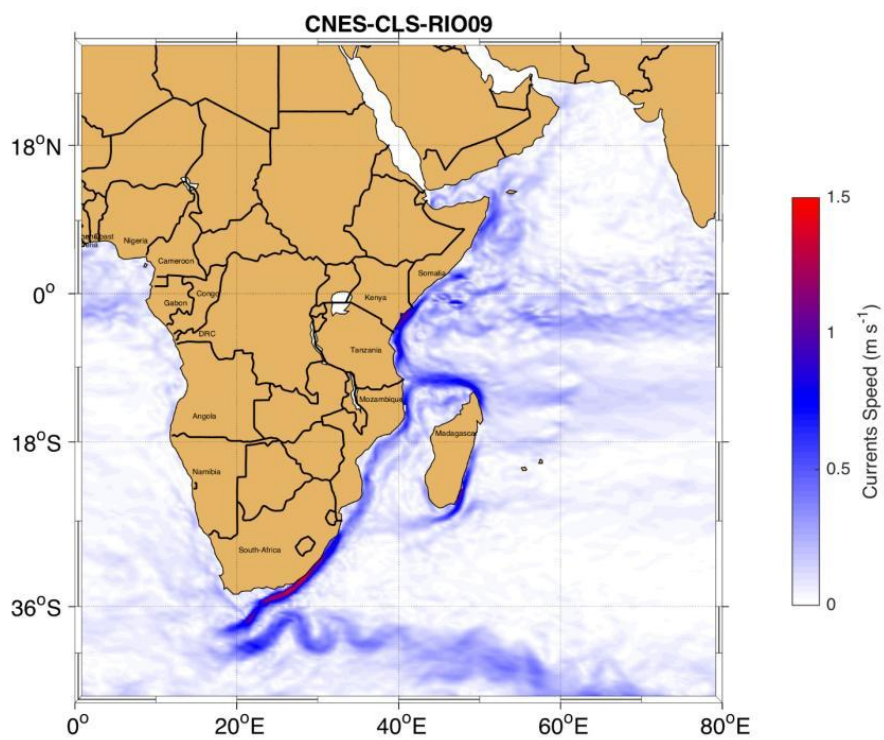 CNES-CLS-RIO09
18°N
0°
18°S
36°S
Nigeria
Cameroon
Gabon
Congo
DRC
Somalia
Kenya
Tanzania
Mozambique
Angola
Madagascar
Namibia
South-Africa
0°
20°E
40°E
60°E
80°E
1.5
1
0.5
0
Currents Speed (m s⁻¹)